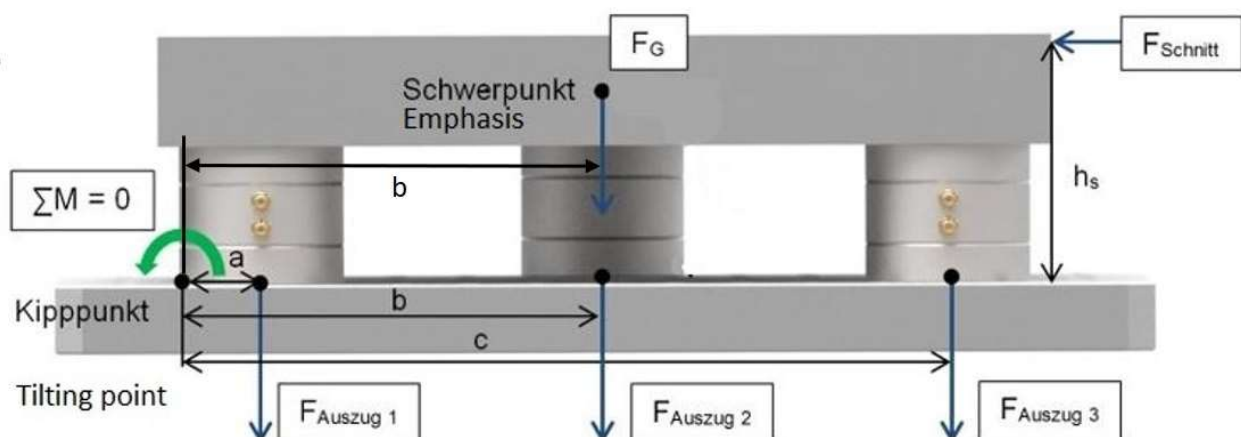 F_G
F_Schnitt
Schwerpunkt
Emphasis
b
h_s
∑M = 0
a
Kipppunkt
b
c
Tilting point
F_Auszug 1
F_Auszug 2
F_Auszug 3